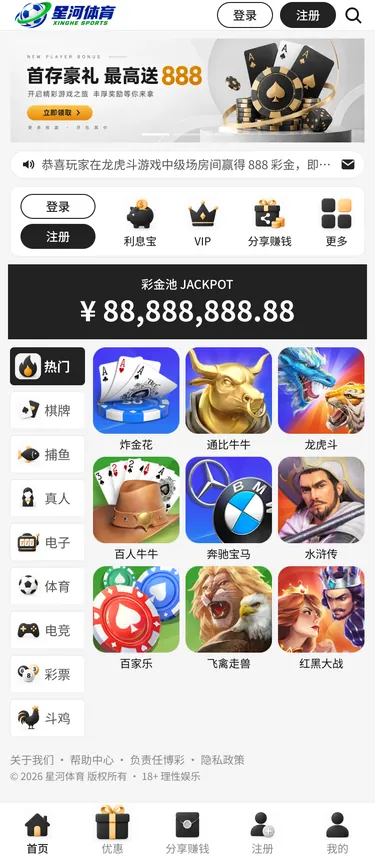 星河体育
XINGHE SPORTS
登录
注册
NEW PLAYER BONUS
首存豪礼 最高送888
开启精彩游戏之旅 丰厚奖励等你来拿
立即领取 >
恭喜玩家在龙虎斗游戏中级场房间赢得 888 彩金，即…
登录
注册
利息宝
VIP
分享赚钱
更多
彩金池 JACKPOT
¥ 88,888,888.88
热门
棋牌
捕鱼
真人
电子
体育
电竞
彩票
斗鸡
炸金花
通比牛牛
龙虎斗
百人牛牛
奔驰宝马
水浒传
百家乐
飞禽走兽
红黑大战
关于我们 · 帮助中心 · 负责任博彩 · 隐私政策
© 2026 星河体育 版权所有 · 18+ 理性娱乐
首页
优惠
分享赚钱
注册
我的